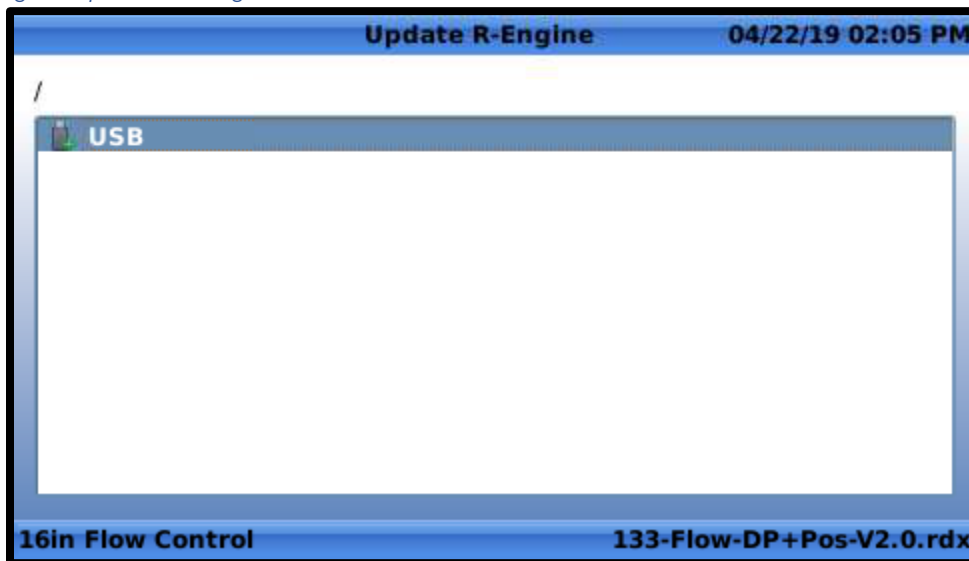 Update R-Engine 04/22/19 02:05 PM
/
USB
16in Flow Control 133-Flow-DP+Pos-V2.0.rdx